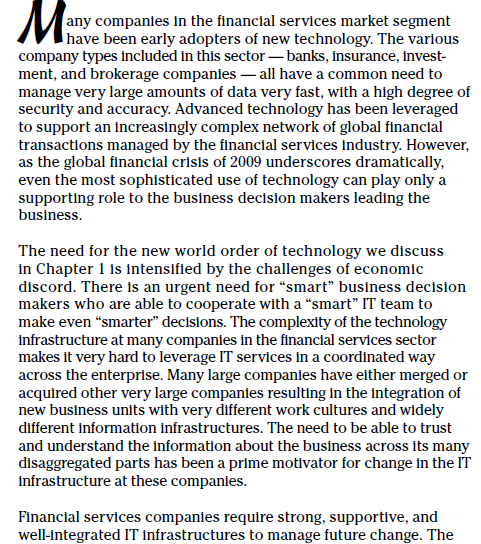 Many companies in the financial services market segment
have been early adopters of new technology. The various
company types included in this sector — banks, insurance, invest-
ment, and brokerage companies — all have a common need to
manage very large amounts of data very fast, with a high degree of
security and accuracy. Advanced technology has been leveraged
to support an increasingly complex network of global financial
transactions managed by the financial services industry. However,
as the global financial crisis of 2009 underscores dramatically,
even the most sophisticated use of technology can play only a
supporting role to the business decision makers leading the
business.
The need for the new world order of technology we discuss
in Chapter 1 is intensified by the challenges of economic
discord. There is an urgent need for “smart” business decision
makers who are able to cooperate with a “smart” IT team to
make even “smarter” decisions. The complexity of the technology
infrastructure at many companies in the financial services sector
makes it very hard to leverage IT services in a coordinated way
across the enterprise. Many large companies have either merged or
acquired other very large companies resulting in the integration of
new business units with very different work cultures and widely
different information infrastructures. The need to be able to trust
and understand the information about the business across its many
disaggregated parts has been a prime motivator for change in the IT
infrastructure at these companies.
Financial services companies require strong, supportive, and
well-integrated IT infrastructures to manage future change. The